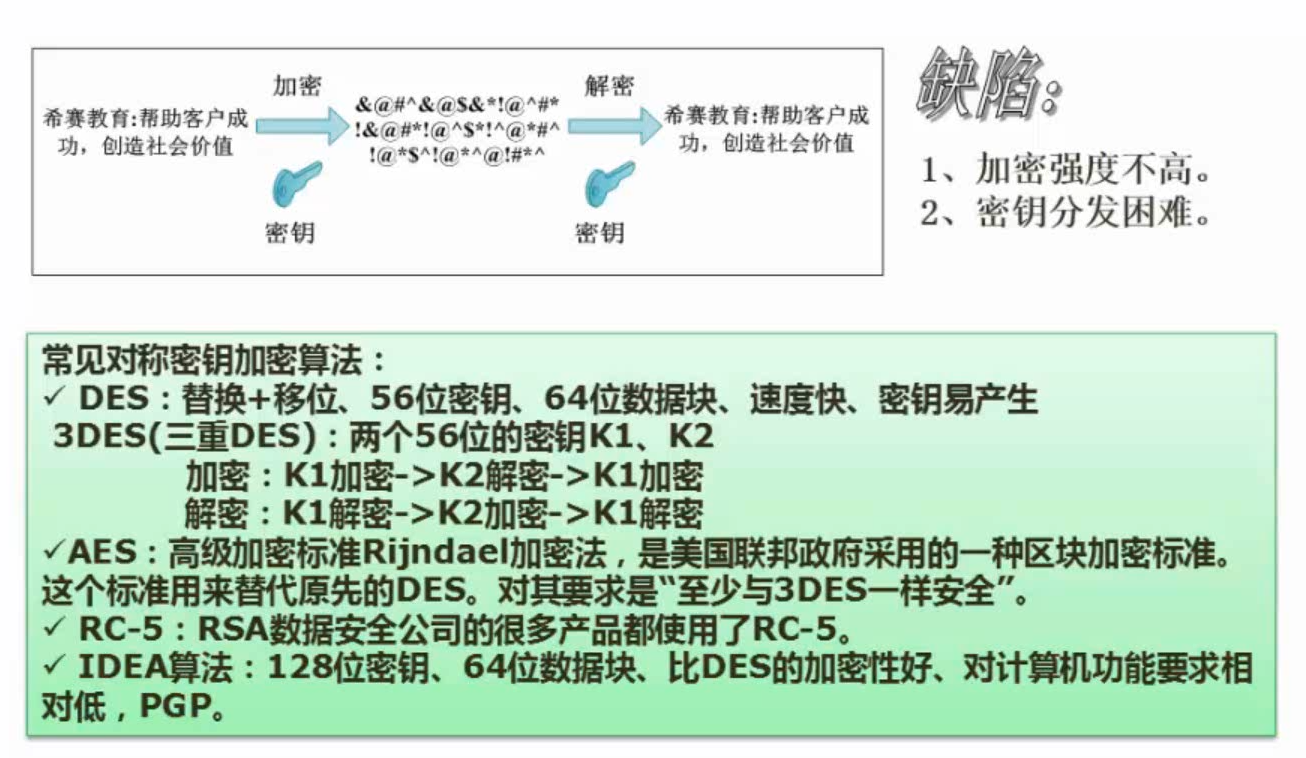 加密
解密
希赛教育:帮助客户成
功，创造社会价值
&@#^&@$&*!@^#*
!&@#*!@^$*!^@*#^
!@*$^!@*^@!#*^
希赛教育:帮助客户成
功，创造社会价值
密钥
密钥
缺陷:
1、加密强度不高。
2、密钥分发困难。
常见对称密钥加密算法：
✓ DES：替换+移位、56位密钥、64位数据块、速度快、密钥易产生
3DES(三重DES)：两个56位的密钥K1、K2
加密：K1加密->K2解密->K1加密
解密：K1解密->K2加密->K1解密
✓AES：高级加密标准Rijndael加密法，是美国联邦政府采用的一种区块加密标准。
这个标准用来替代原先的DES。对其要求是“至少与3DES一样安全”。
✓ RC-5：RSA数据安全公司的很多产品都使用了RC-5。
✓ IDEA算法：128位密钥、64位数据块、比DES的加密性好、对计算机功能要求相
对低，PGP。